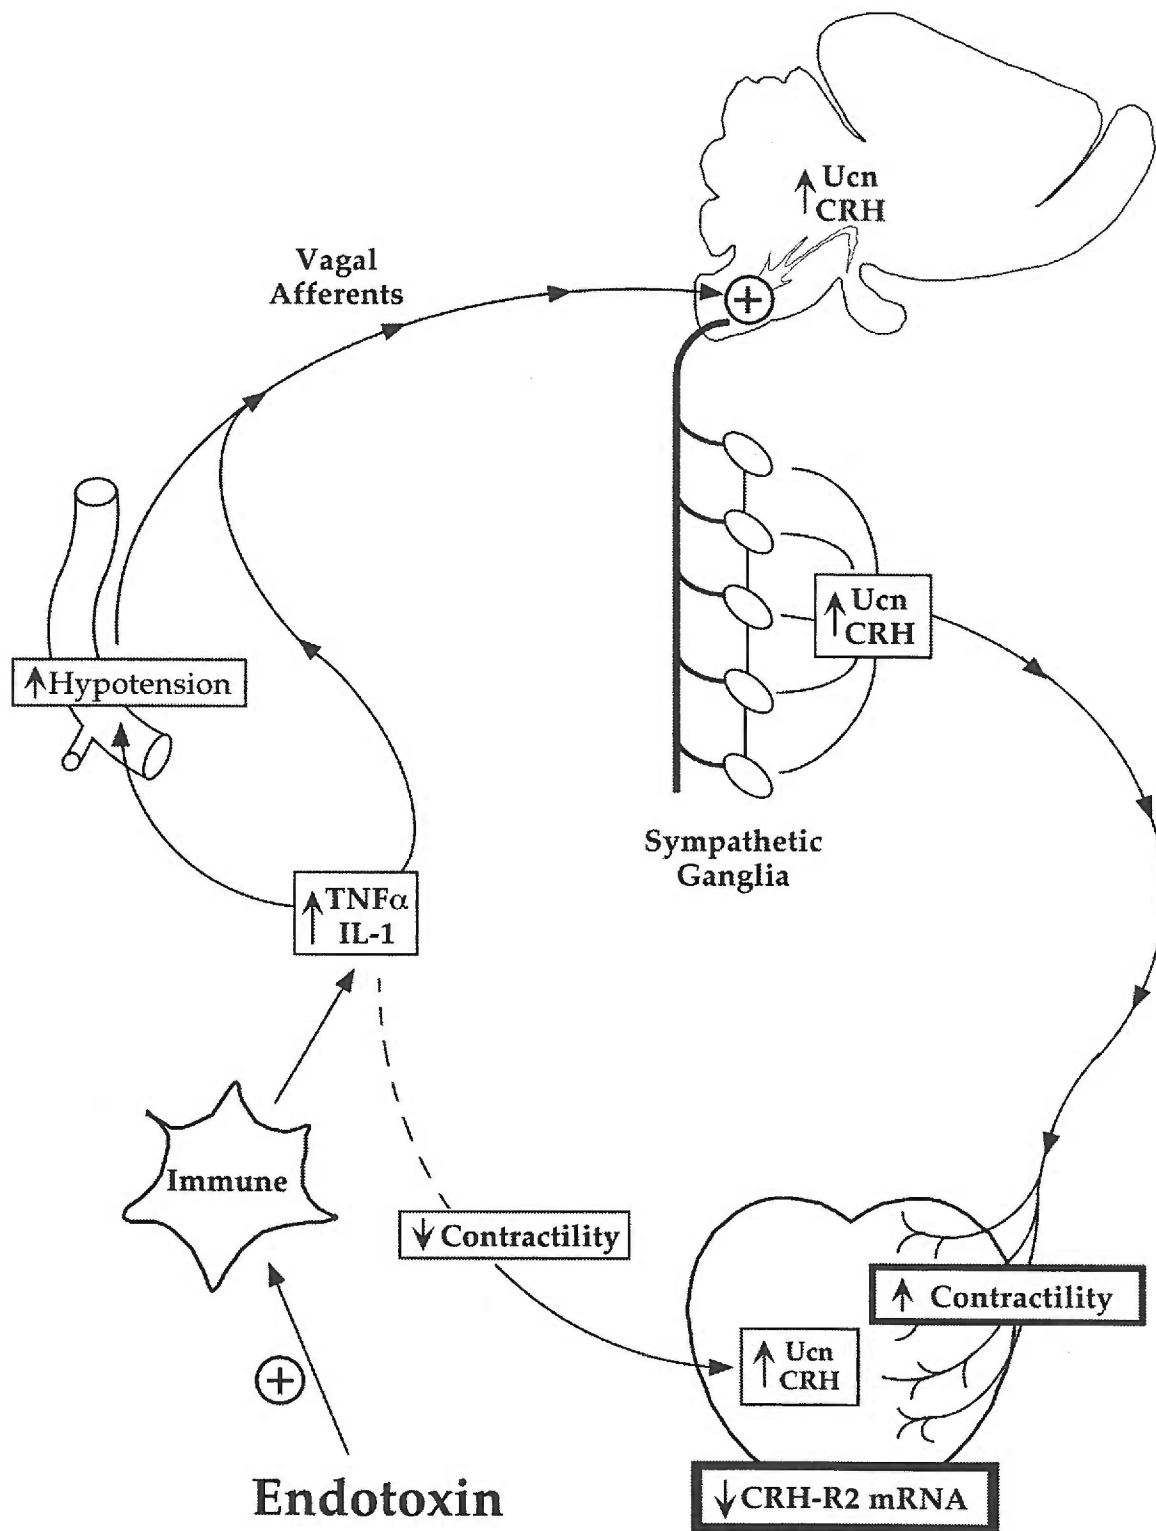 ↑ Ucn
CRH
Vagal
Afferents
+
↑ Ucn
CRH
↑ Hypotension
Sympathetic
Ganglia
↑ TNFα
IL-1
Immune
↓ Contractility
↑ Contractility
↑ Ucn
CRH
+
Endotoxin
↓ CRH-R2 mRNA